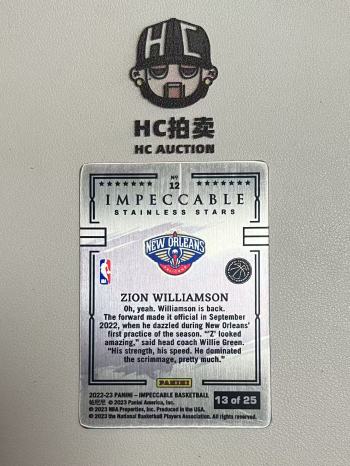 HC
HC拍卖
HC AUCTION
Nº
12
IMPECCABLE
STAINLESS STARS
NEW ORLEANS
PELICANS
ZION WILLIAMSON
Oh, yeah. Williamson is back.
The forward made it official in September
2022, when he dazzled during New Orleans'
first practice of the season. "'Z' looked
amazing," said head coach Willie Green.
"His strength, his speed. He dominated
the scrimmage, pretty much."
PANINI
2022-23 PANINI – IMPECCABLE BASKETBALL
帕尼尼 © 2023 Panini America, Inc.
© 2023 NBA Properties, Inc. Produced in the USA.
© 2023 the National Basketball Players Association. All rights reserved.
13 of 25